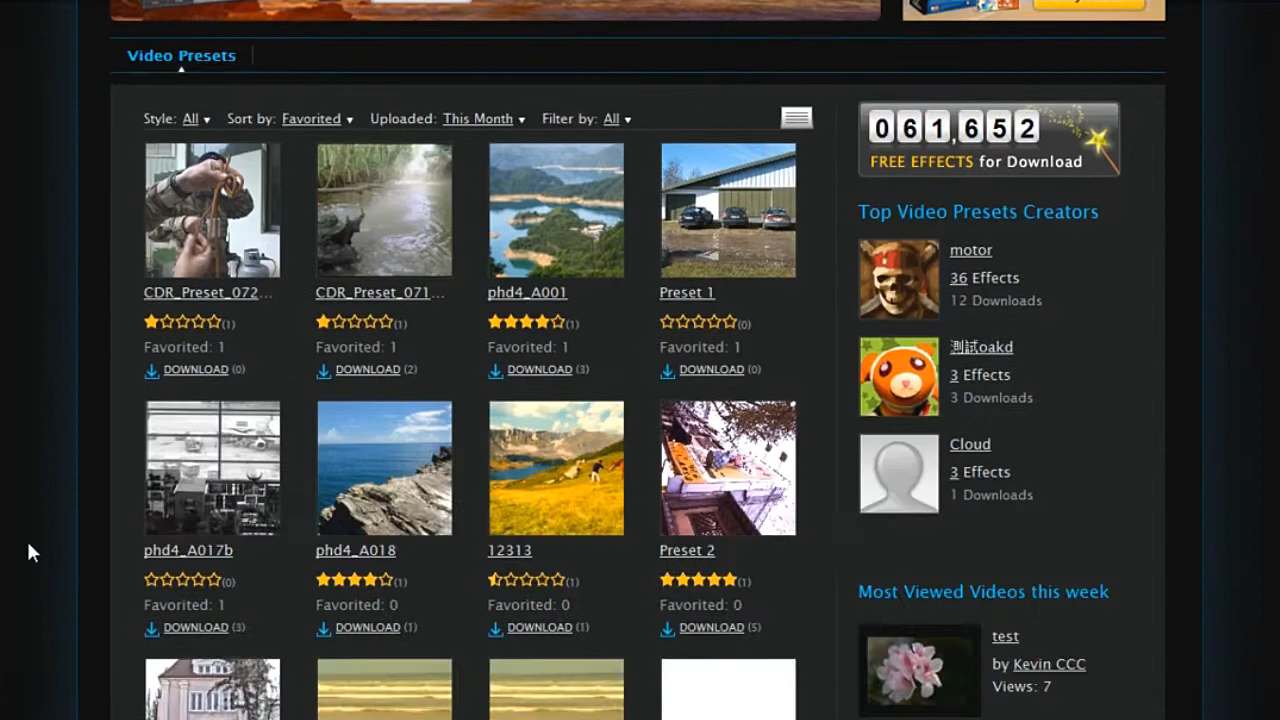 Video Presets
Style: All ▾ Sort by: Favorited ▾ Uploaded: This Month ▾ Filter by: All ▾
CDR_Preset_072... CDR_Preset_071... phd4_A001 Preset 1
(1) (1) (1) (0)
Favorited: 1 Favorited: 1 Favorited: 1 Favorited: 1
DOWNLOAD (0) DOWNLOAD (2) DOWNLOAD (3) DOWNLOAD (0)
phd4_A017b phd4_A018 12313 Preset 2
(0) (1) (1) (1)
Favorited: 1 Favorited: 0 Favorited: 0 Favorited: 0
DOWNLOAD (3) DOWNLOAD (1) DOWNLOAD (1) DOWNLOAD (5)
061,652
FREE EFFECTS for Download
Top Video Presets Creators
motor
36 Effects
12 Downloads
測試oakd
3 Effects
3 Downloads
Cloud
3 Effects
1 Downloads
Most Viewed Videos this week
test
by Kevin CCC
Views: 7